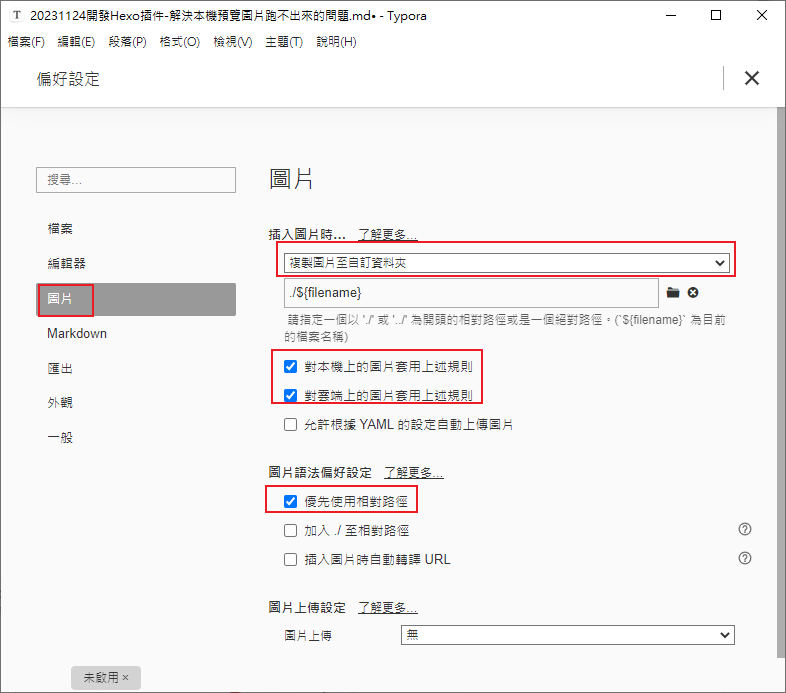 20231124開發Hexo插件-解決本機預覽圖片跑不出來的問題.md• - Typora
檔案(F) 編輯(E) 段落(P) 格式(O) 檢視(V) 主題(T) 說明(H)
偏好設定
搜尋...
檔案
編輯器
圖片
Markdown
匯出
外觀
一般
圖片
插入圖片時... 了解更多...
複製圖片至自訂資料夾
./${filename}
請指定一個以 './' 或 '../' 為開頭的相對路徑或是一個絕對路徑。(`${filename}` 為目前
的檔案名稱)
對本機上的圖片套用上述規則
對雲端上的圖片套用上述規則
允許根據 YAML 的設定自動上傳圖片
圖片語法偏好設定 了解更多...
優先使用相對路徑
加入 ./ 至相對路徑
插入圖片時自動轉譯 URL
圖片上傳設定 了解更多...
圖片上傳 無
未啟用 ×